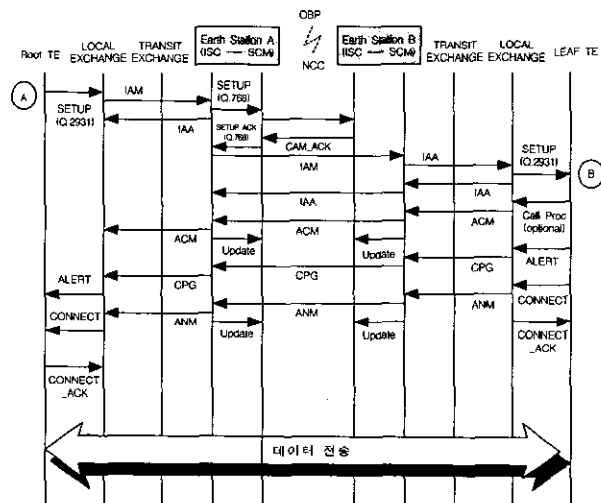 OBP
Root TE
LOCAL
EXCHANGE
TRANSIT
EXCHANGE
Earth Station A
(ISC — SCM)
NCC
Earth Station B
(ISC — SCM)
TRANSIT
EXCHANGE
LOCAL
EXCHANGE
LEAF TE
A
SETUP
(Q.2931)
IAM
SETUP
(Q.768)
IAA
SETUP ACK
(Q.768)
CAM_ACK
IAM
IAA
SETUP
(Q.2931)
B
IAA
IAA
Call Proc
(optional)
ACM
ACM
ACM
Update
Update
ALERT
CPG
CPG
CPG
ALERT
CONNECT
ANM
ANM
ANM
CONNECT
Update
Update
CONNECT
_ACK
CONNECT
_ACK
데이터 전송